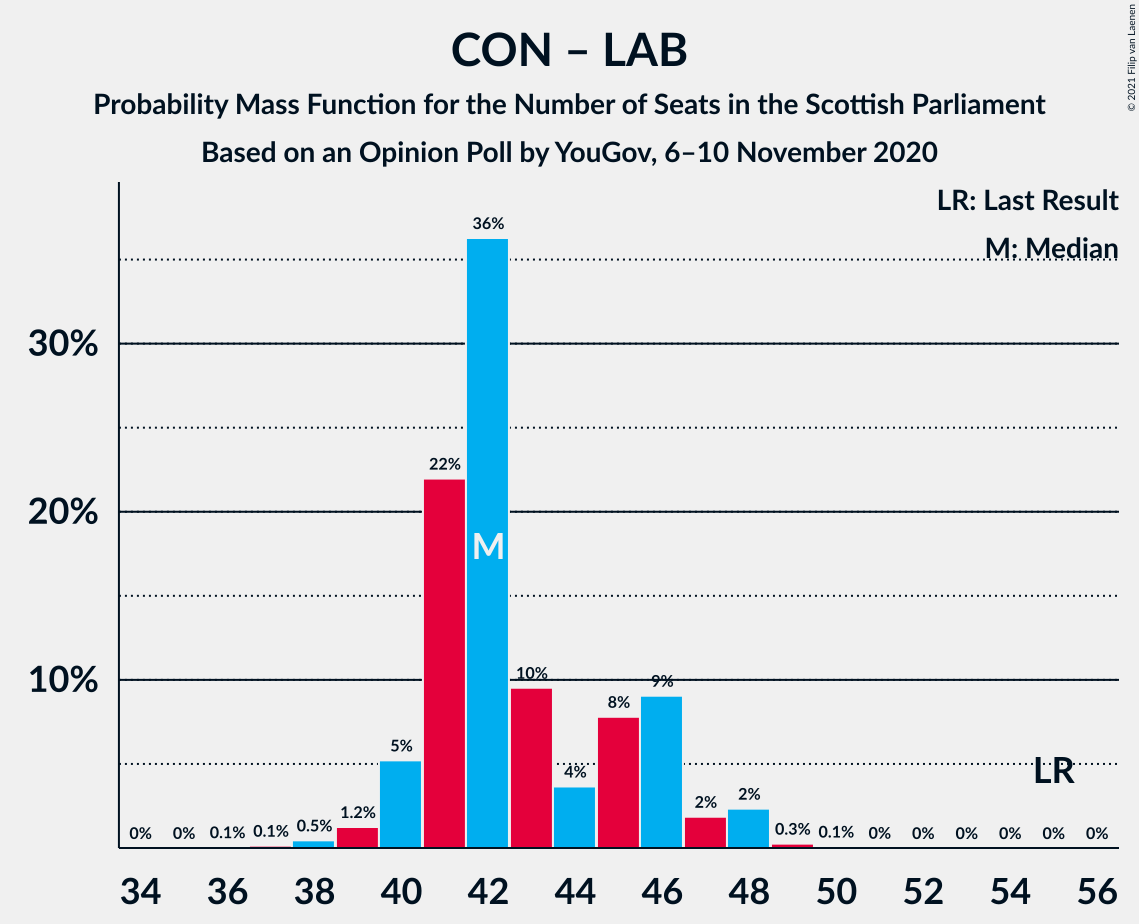 CON – LAB
Probability Mass Function for the Number of Seats in the Scottish Parliament
Based on an Opinion Poll by YouGov, 6–10 November 2020
© 2021 Filip van Laenen
LR: Last Result
M: Median
36%
30%
22%
20%
M
10%
10%
9%
8%
5%
4%
LR
0% 0% 0.1% 0.1% 0.5% 1.2% 2% 2% 0.3% 0.1% 0% 0% 0% 0% 0% 0%
34 36 38 40 42 44 46 48 50 52 54 56